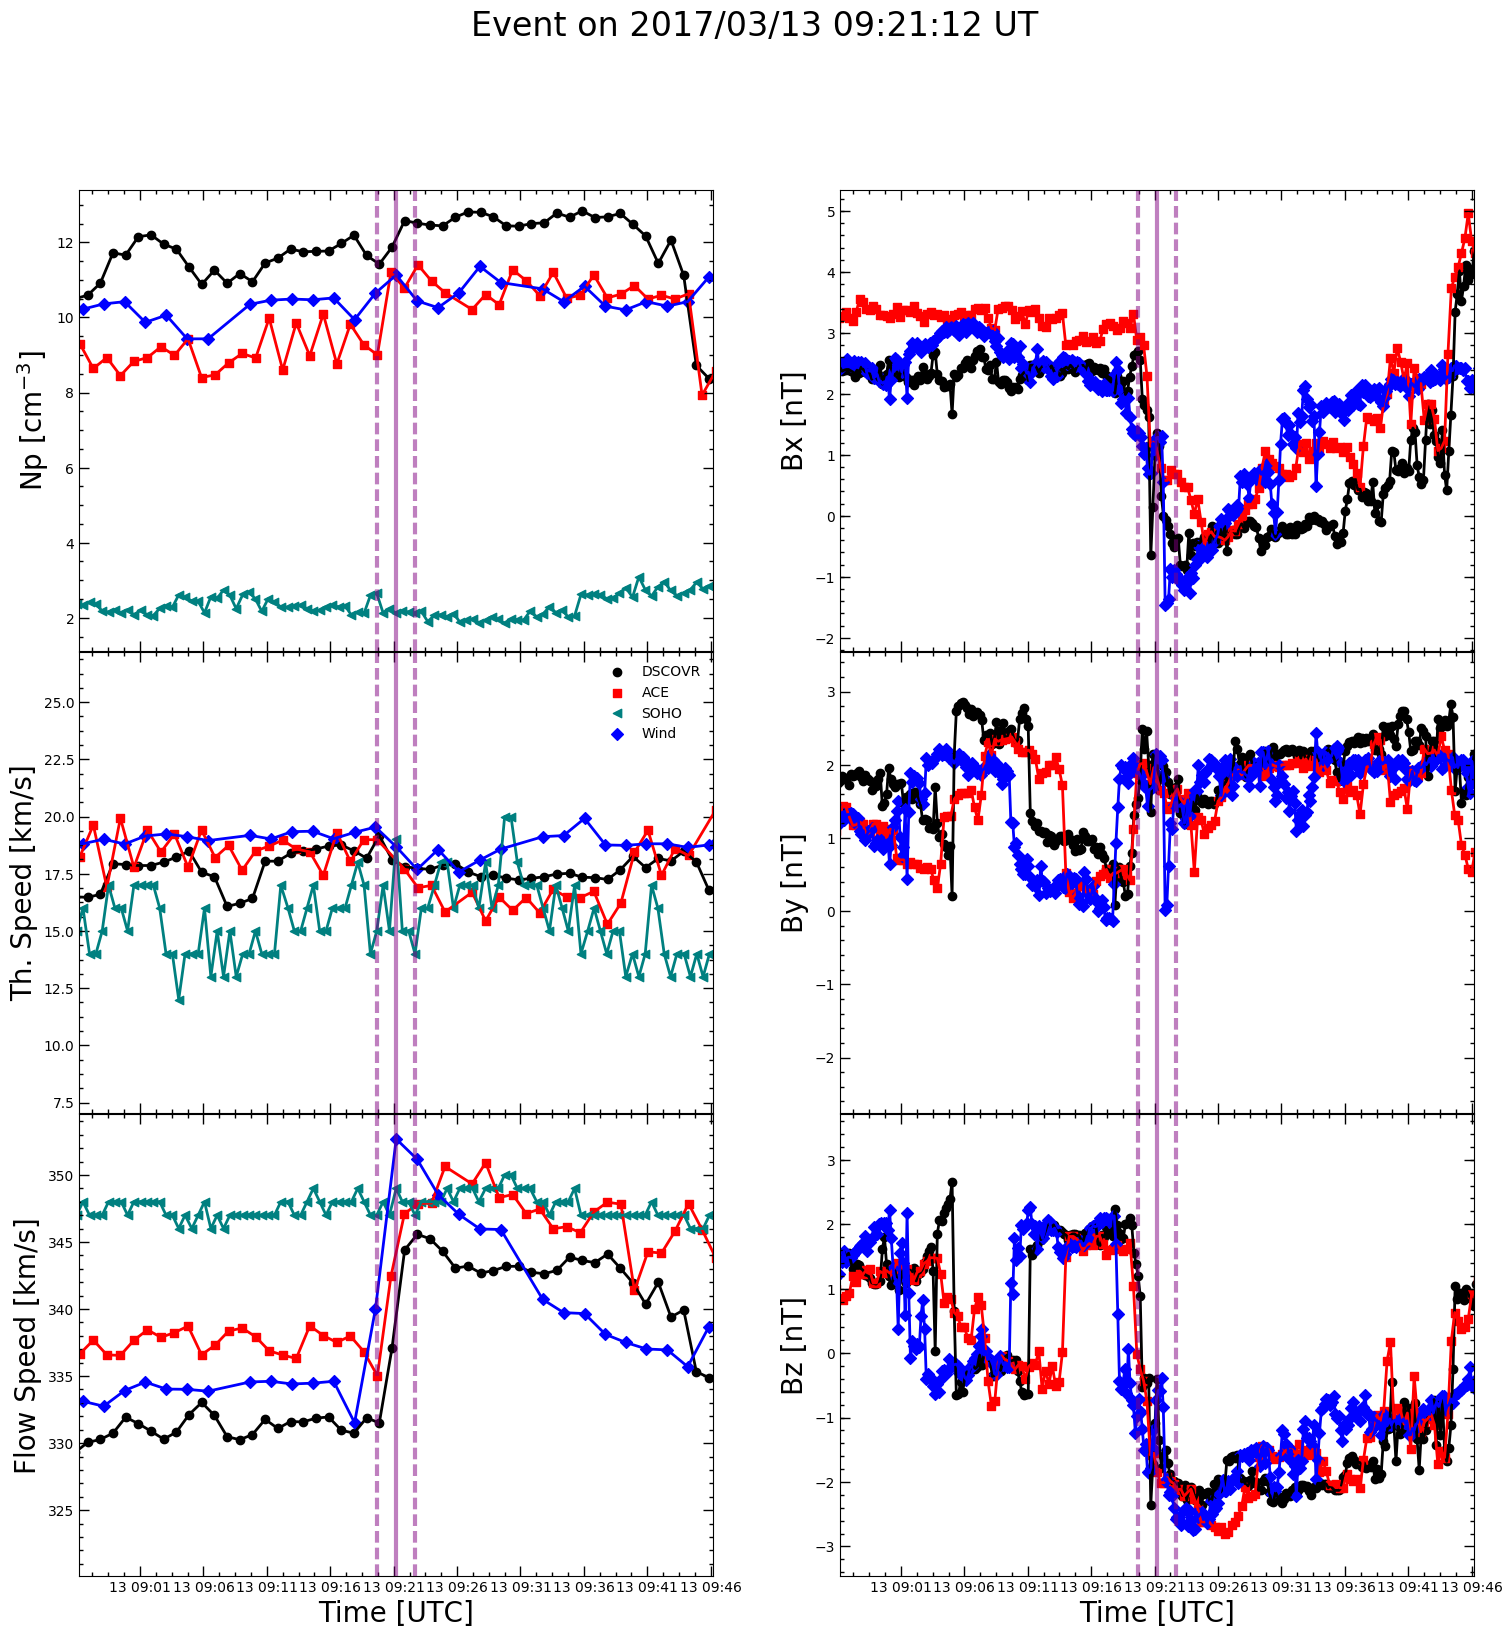 Event on 2017/03/13 09:21:12 UT
Np [cm⁻³]
12
10
8
6
4
2
Th. Speed [km/s]
25.0
22.5
20.0
17.5
15.0
12.5
10.0
7.5
DSCOVR
ACE
SOHO
Wind
Flow Speed [km/s]
350
345
340
335
330
325
13 09:01 13 09:06 13 09:11 13 09:16 13 09:21 13 09:26 13 09:31 13 09:36 13 09:41 13 09:46
Time [UTC]
Bx [nT]
5
4
3
2
1
0
−1
−2
By [nT]
3
2
1
0
−1
−2
Bz [nT]
3
2
1
0
−1
−2
−3
13 09:01 13 09:06 13 09:11 13 09:16 13 09:21 13 09:26 13 09:31 13 09:36 13 09:41 13 09:46
Time [UTC]